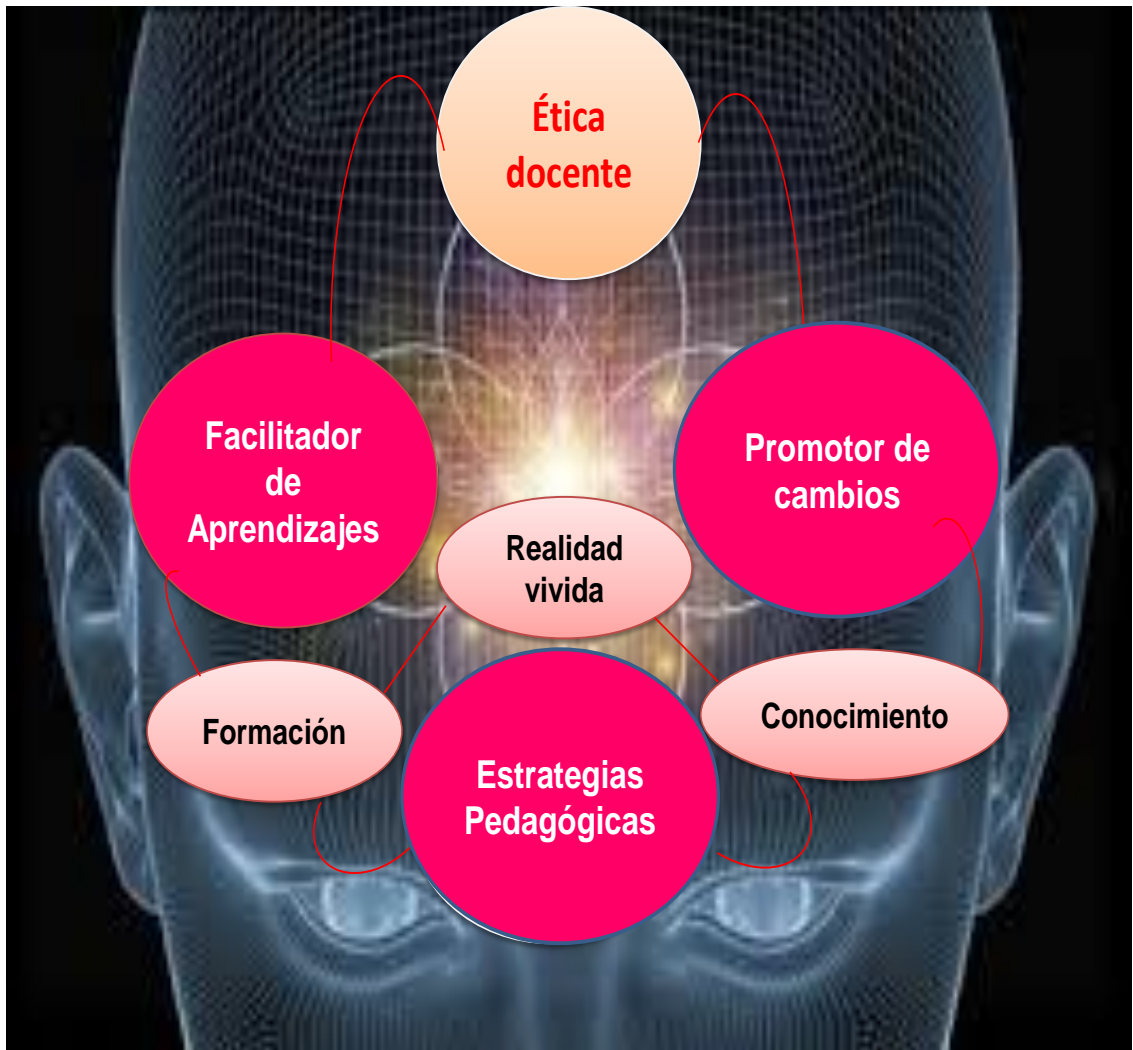 Ética
docente
Facilitador
de
Aprendizajes
Promotor de
cambios
Realidad
vivida
Formación
Conocimiento
Estrategias
Pedagógicas